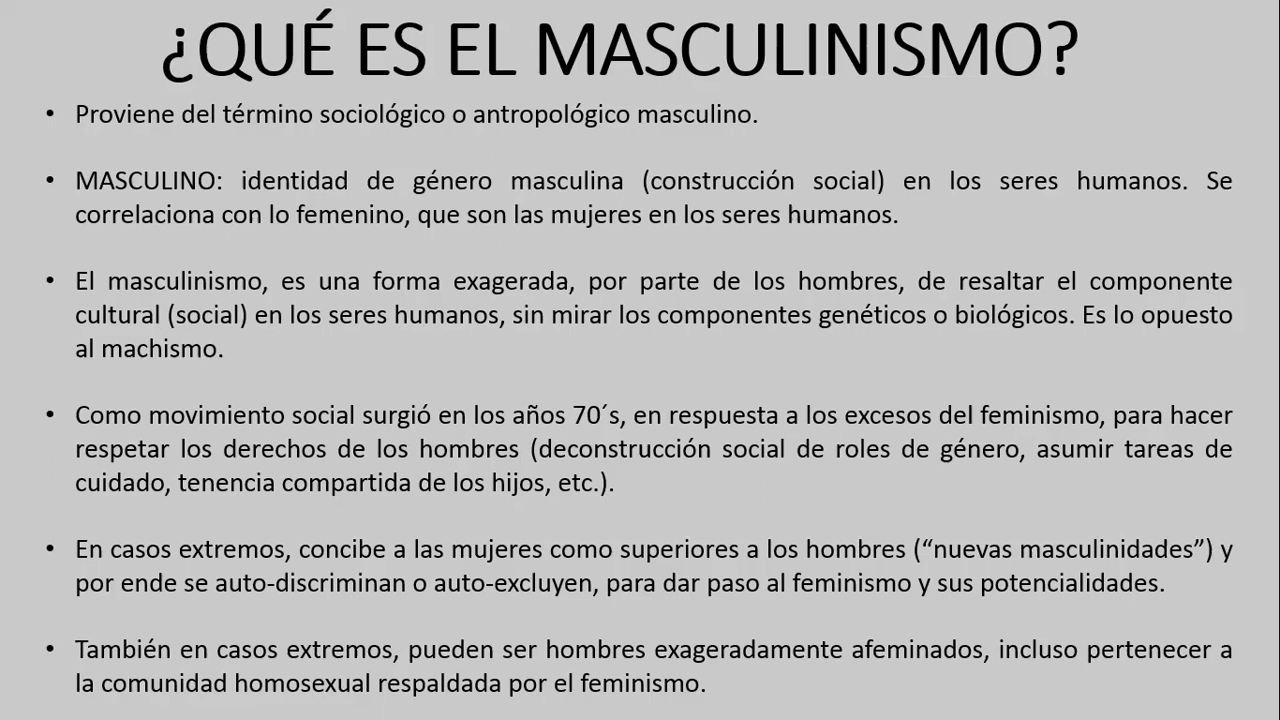 ¿QUÉ ES EL MASCULINISMO?
• Proviene del término sociológico o antropológico masculino.
• MASCULINO: identidad de género masculina (construcción social) en los seres humanos. Se
correlaciona con lo femenino, que son las mujeres en los seres humanos.
• El masculinismo, es una forma exagerada, por parte de los hombres, de resaltar el componente
cultural (social) en los seres humanos, sin mirar los componentes genéticos o biológicos. Es lo opuesto
al machismo.
• Como movimiento social surgió en los años 70´s, en respuesta a los excesos del feminismo, para hacer
respetar los derechos de los hombres (deconstrucción social de roles de género, asumir tareas de
cuidado, tenencia compartida de los hijos, etc.).
• En casos extremos, concibe a las mujeres como superiores a los hombres (“nuevas masculinidades”) y
por ende se auto-discriminan o auto-excluyen, para dar paso al feminismo y sus potencialidades.
• También en casos extremos, pueden ser hombres exageradamente afeminados, incluso pertenecer a
la comunidad homosexual respaldada por el feminismo.